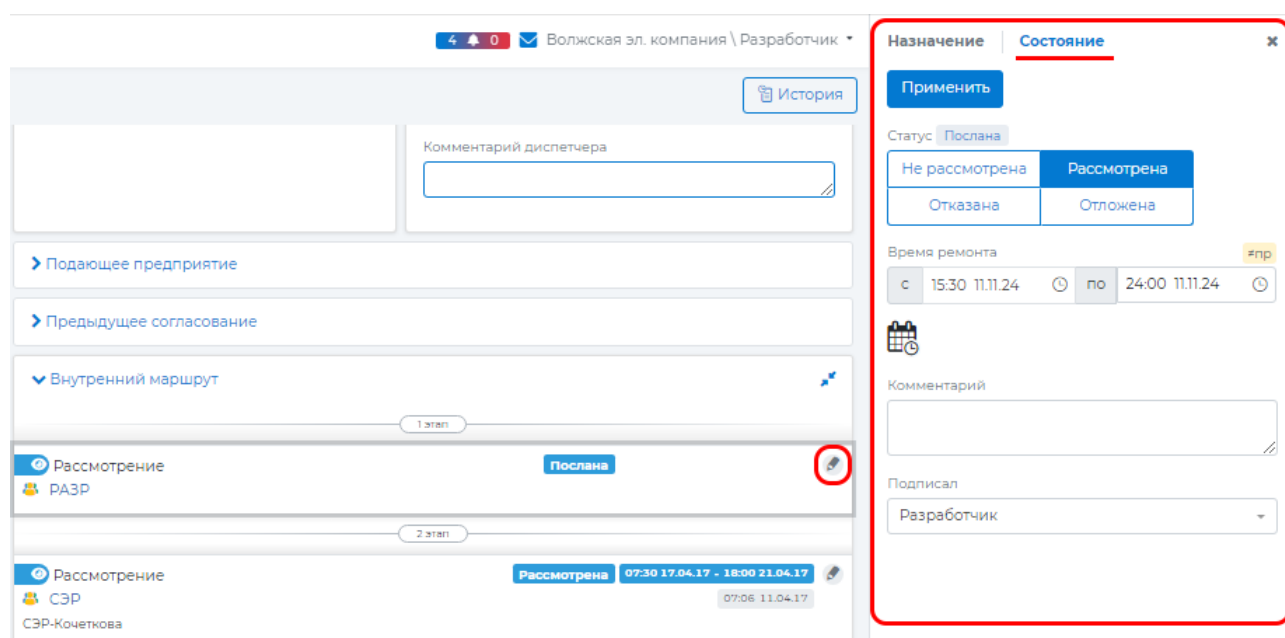 4 0 Волжская эл. компания \ Разработчик
История
Комментарий диспетчера
Подающее предприятие
Предыдущее согласование
Внутренний маршрут
1 этап
Рассмотрение Послана
РАЗР
2 этап
Рассмотрение Рассмотрена 07:30 17.04.17 - 18:00 21.04.17
СЭР 07:06 11.04.17
СЭР-Кочеткова
Назначение Состояние ×
Применить
Статус Послана
Не рассмотрена Рассмотрена
Отказана Отложена
Время ремонта ≠пр
с 15:30 11.11.24 по 24:00 11.11.24
Комментарий
Подписал
Разработчик